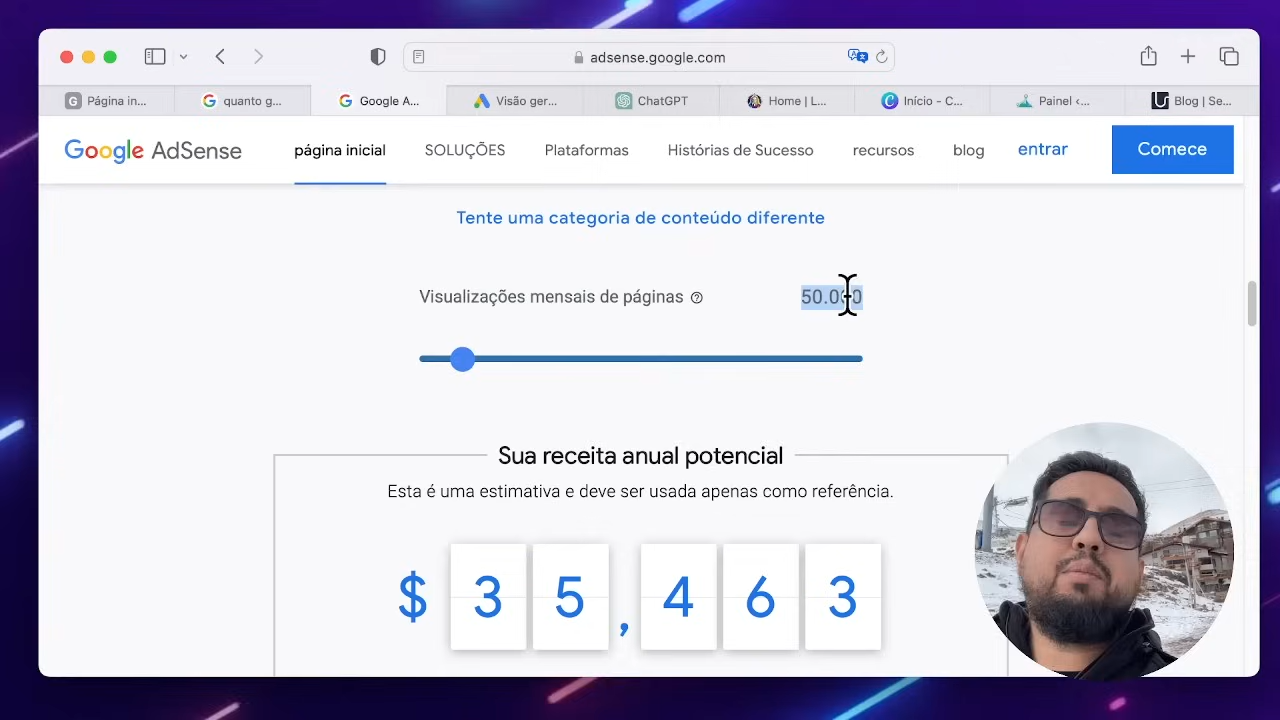 adsense.google.com
Página in...
quanto g...
Google A...
Visão ger...
ChatGPT
Home | L...
Início - C...
Painel ‹...
Blog | Se...
Google AdSense
página inicial
SOLUÇÕES
Plataformas
Histórias de Sucesso
recursos
blog
entrar
Comece
Tente uma categoria de conteúdo diferente
Visualizações mensais de páginas
50.000
Sua receita anual potencial
Esta é uma estimativa e deve ser usada apenas como referência.
$ 35,463